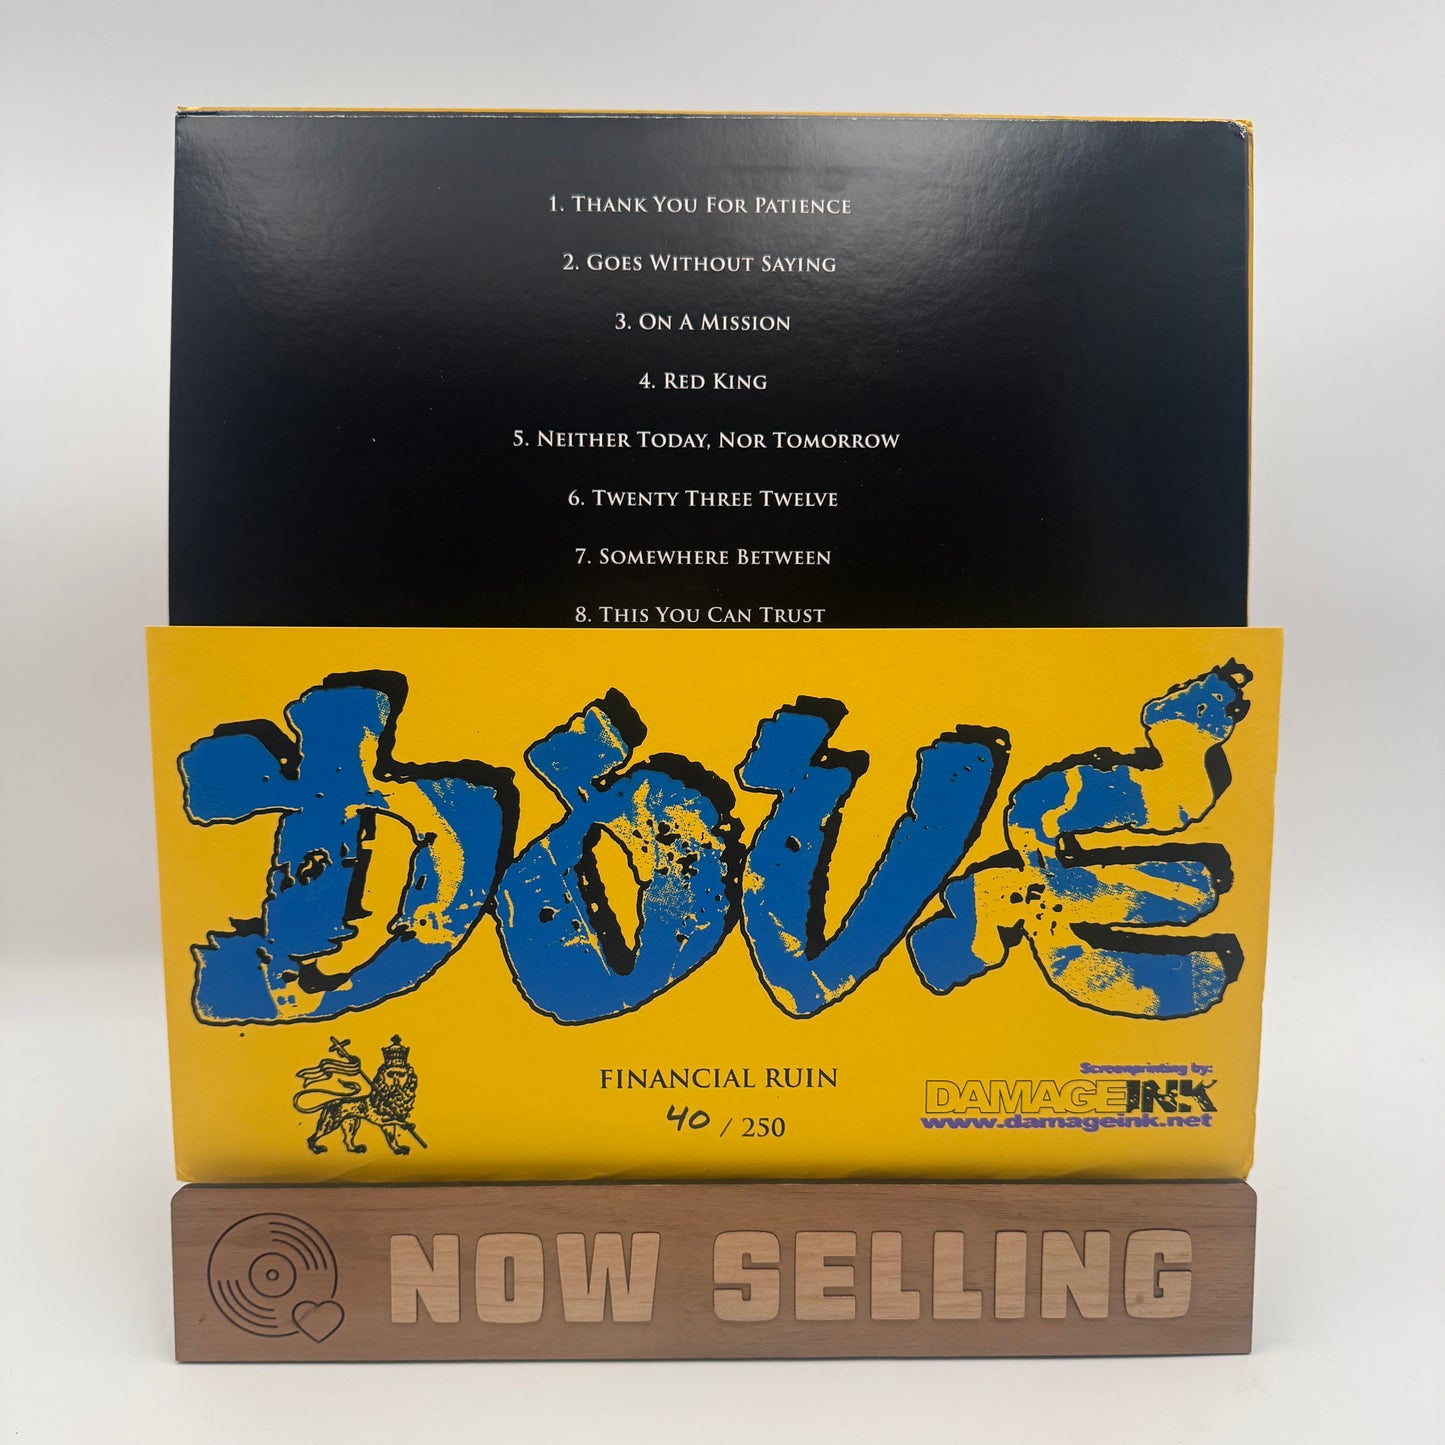 1. Thank You For Patience
2. Goes Without Saying
3. On A Mission
4. Red King
5. Neither Today, Nor Tomorrow
6. Twenty Three Twelve
7. Somewhere Between
8. This You Can Trust
DOVE
FINANCIAL RUIN
40 / 250
Screenprinting by:
DAMAGEINK
www.damageink.net
NOW SELLING